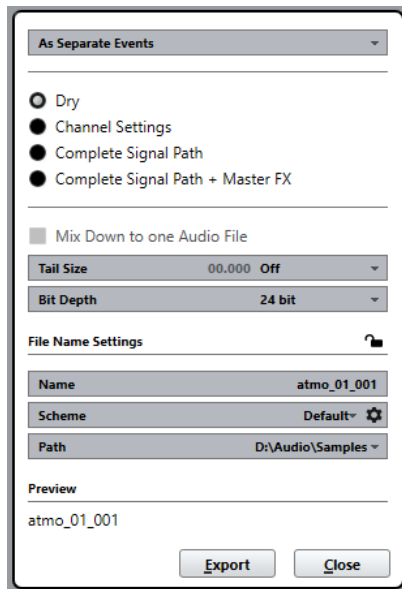 As Separate Events
Dry
Channel Settings
Complete Signal Path
Complete Signal Path + Master FX
Mix Down to one Audio File
Tail Size 00.000 Off
Bit Depth 24 bit
File Name Settings
Name atmo_01_001
Scheme Default
Path D:\Audio\Samples
Preview
atmo_01_001
Export Close